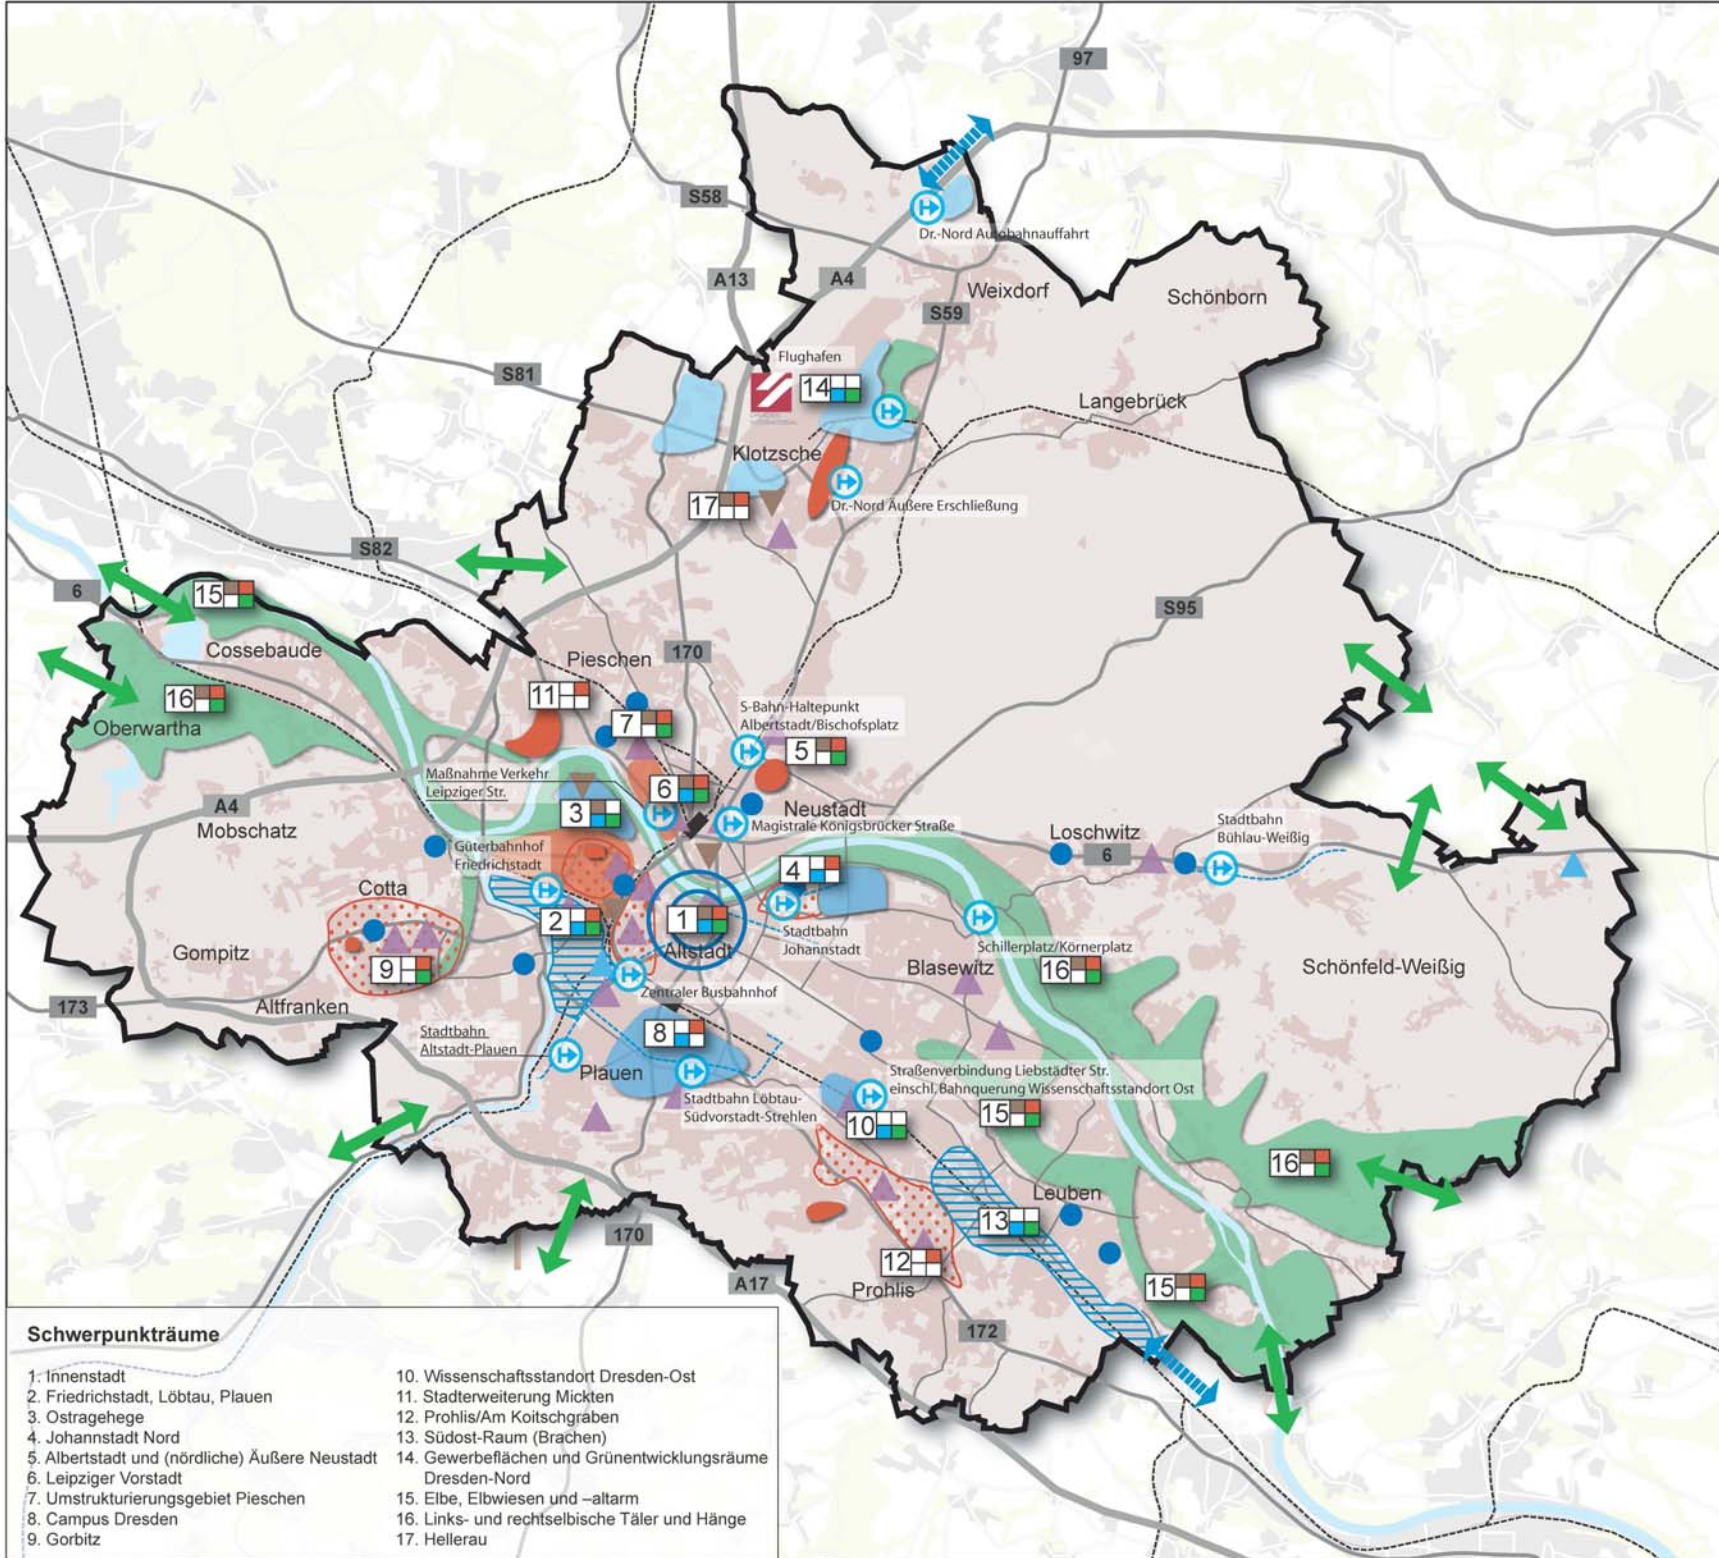 97
S58
Dr.-Nord Autobahnauffahrt
A13
A4
Weixdorf
Schönborn
S59
Flughafen
S81
14
Langebrück
Klotzsche
17
Dr.-Nord Äußere Erschließung
S82
6
15
S95
Cossebaude
Pieschen
170
16
11
Oberwartha
7
S-Bahn-Haltepunkt
Albertstadt/Bischofsplatz
5
Maßnahme Verkehr
Leipziger Str.
6
A4
3
Neustadt
Mobschatz
Magistrale Königsbrücker Straße
Loschwitz
6
Stadtbahn
Bühlau-Weißig
Güterbahnhof
Friedrichstadt
4
Cotta
2
1
Stadtbahn
Johannstadt
Schillerplatz/Körnerplatz
Gompitz
Altstadt
9
Blasewitz
16
Schönfeld-Weißig
Zentraler Busbahnhof
173
Altfranken
Stadtbahn
Altstadt-Plauen
8
Plauen
Straßenverbindung Liebstädter Str.
einschl. Bahnquerung Wissenschaftsstandort Ost
Stadtbahn Löbtau-
Südvorstadt-Strehlen
15
10
16
Leuben
13
170
12
A17
Prohlis
15
172
Schwerpunkträume
1. Innenstadt
2. Friedrichstadt, Löbtau, Plauen
3. Ostragehege
4. Johannstadt Nord
5. Albertstadt und (nördliche) Äußere Neustadt
6. Leipziger Vorstadt
7. Umstrukturierungsgebiet Pieschen
8. Campus Dresden
9. Gorbitz
10. Wissenschaftsstandort Dresden-Ost
11. Stadterweiterung Mickten
12. Prohlis/Am Koitschgraben
13. Südost-Raum (Brachen)
14. Gewerbeflächen und Grünentwicklungsräume
Dresden-Nord
15. Elbe, Elbwiesen und –altarm
16. Links- und rechtselbische Täler und Hänge
17. Hellerau